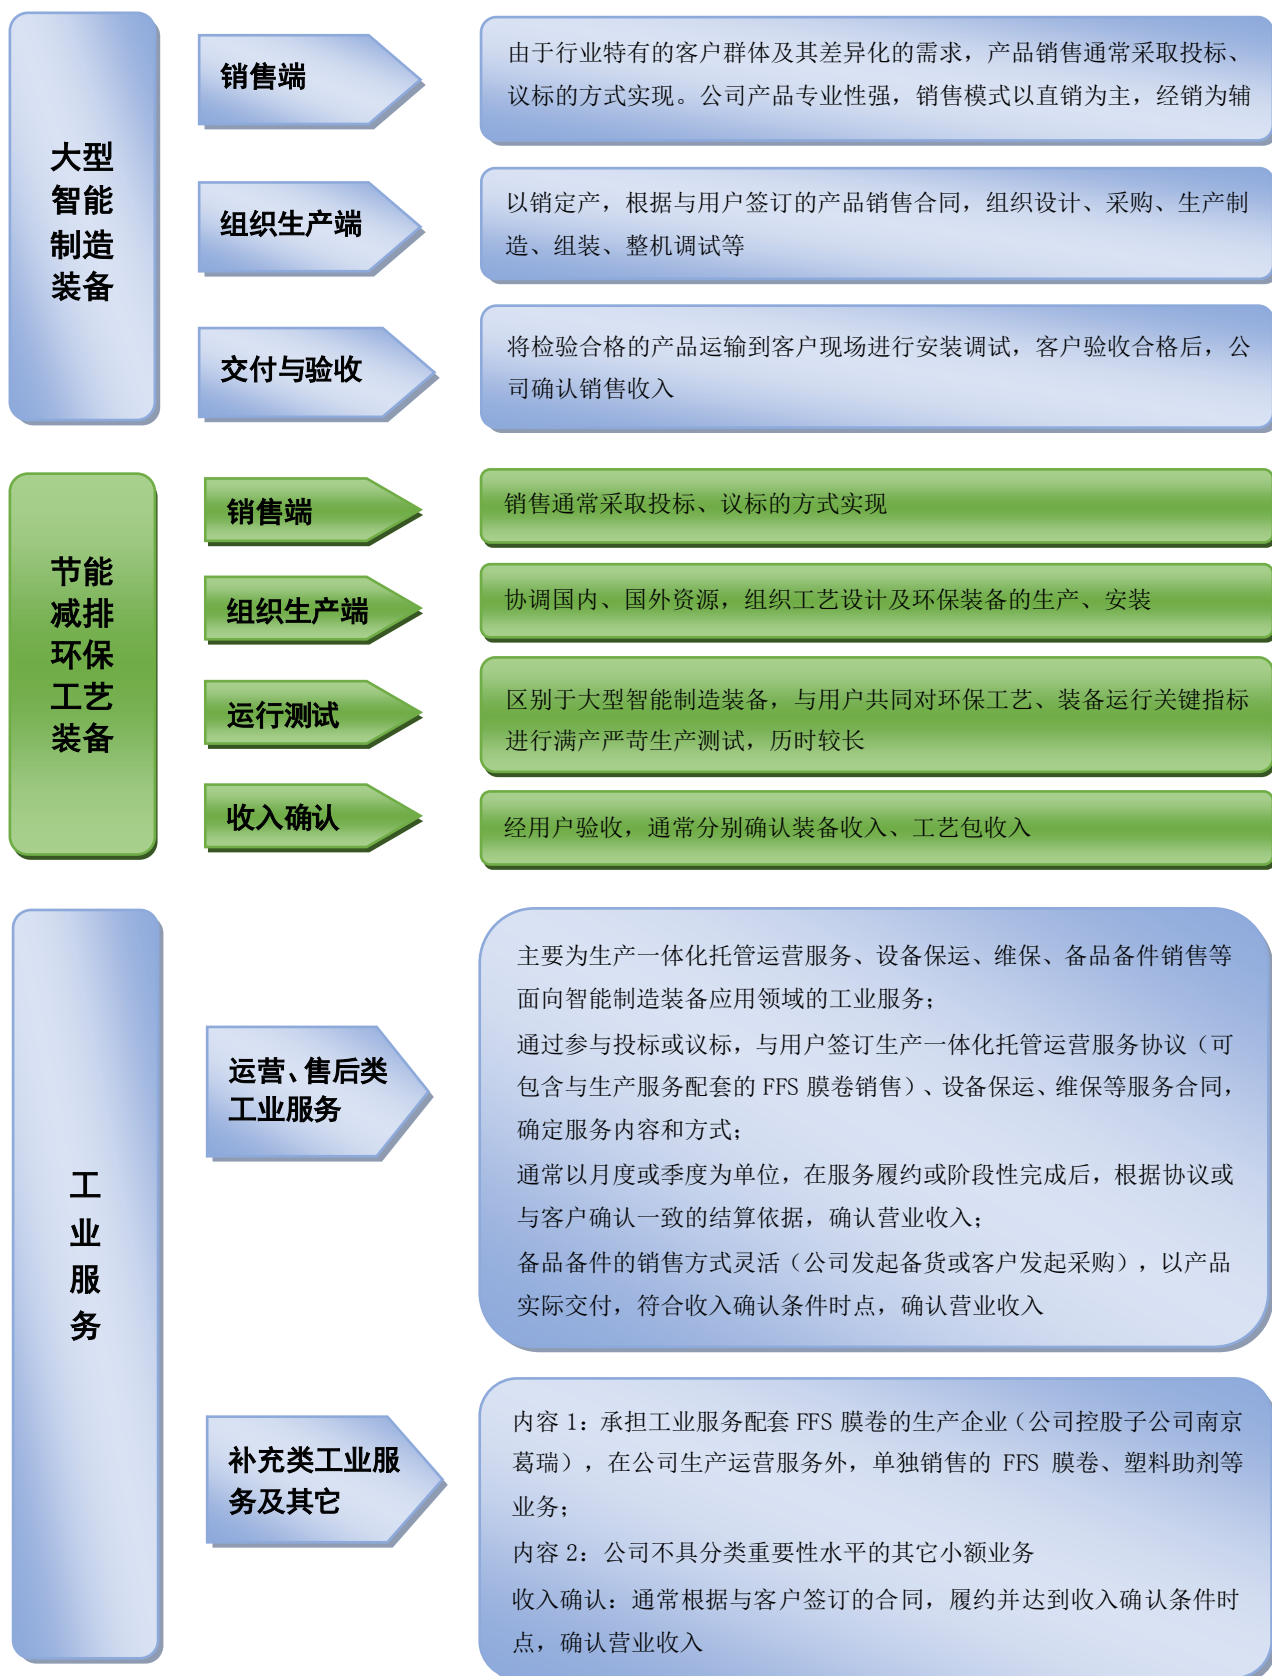 大型
智能
制造
装备
销售端
由于行业特有的客户群体及其差异化的需求，产品销售通常采取投标、
议标的方式实现。公司产品专业性强，销售模式以直销为主，经销为辅
组织生产端
以销定产，根据与用户签订的产品销售合同，组织设计、采购、生产制
造、组装、整机调试等
交付与验收
将检验合格的产品运输到客户现场进行安装调试，客户验收合格后，公
司确认销售收入
节能
减排
环保
工艺
装备
销售端
销售通常采取投标、议标的方式实现
组织生产端
协调国内、国外资源，组织工艺设计及环保装备的生产、安装
运行测试
区别于大型智能制造装备，与用户共同对环保工艺、装备运行关键指标
进行满产严苛生产测试，历时较长
收入确认
经用户验收，通常分别确认装备收入、工艺包收入
工
业
服
务
运营、售后类
工业服务
主要为生产一体化托管运营服务、设备保运、维保、备品备件销售等
面向智能制造装备应用领域的工业服务；
通过参与投标或议标，与用户签订生产一体化托管运营服务协议（可
包含与生产服务配套的 FFS 膜卷销售）、设备保运、维保等服务合同，
确定服务内容和方式；
通常以月度或季度为单位，在服务履约或阶段性完成后，根据协议或
与客户确认一致的结算依据，确认营业收入；
备品备件的销售方式灵活（公司发起备货或客户发起采购），以产品
实际交付，符合收入确认条件时点，确认营业收入
补充类工业服
务及其它
内容 1：承担工业服务配套 FFS 膜卷的生产企业（公司控股子公司南京
葛瑞），在公司生产运营服务外，单独销售的 FFS 膜卷、塑料助剂等
业务；
内容 2：公司不具分类重要性水平的其它小额业务
收入确认：通常根据与客户签订的合同，履约并达到收入确认条件时
点，确认营业收入